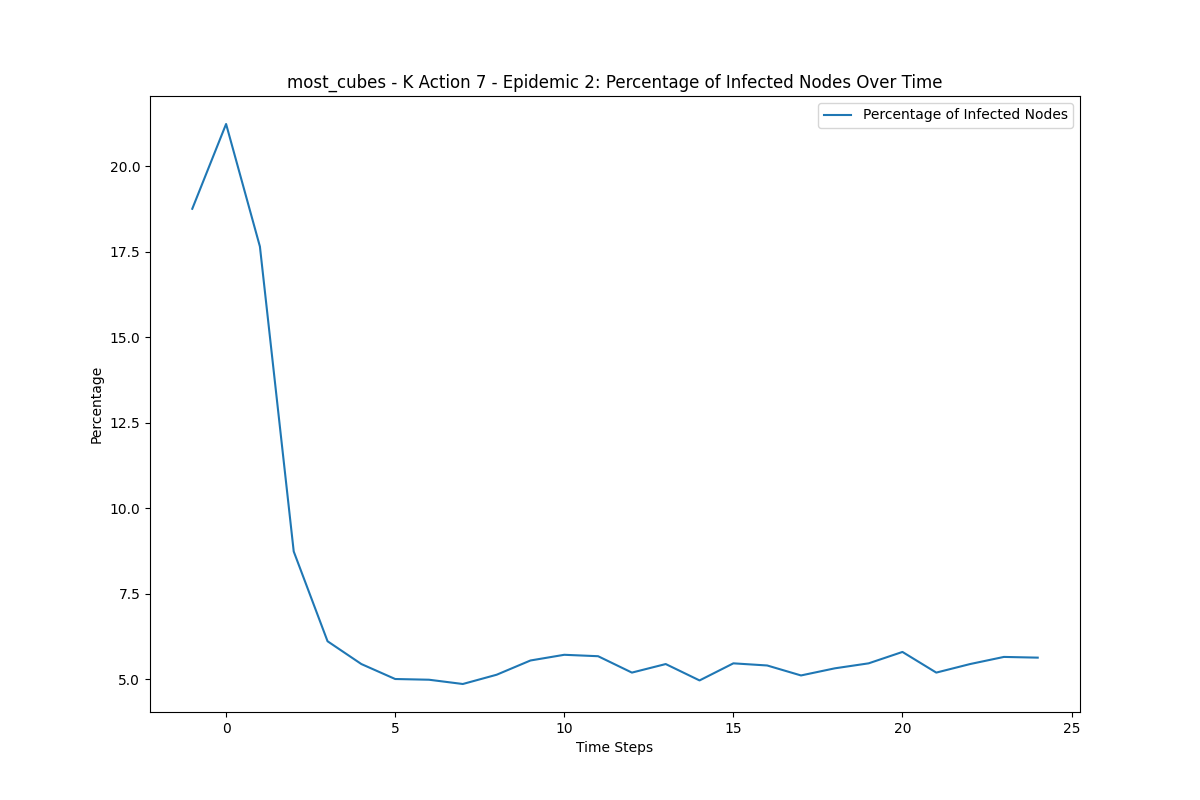 most_cubes - K Action 7 - Epidemic 2: Percentage of Infected Nodes Over Time
Percentage of Infected Nodes
20.0
17.5
15.0
12.5
10.0
7.5
5.0
Percentage
0 5 10 15 20 25
Time Steps